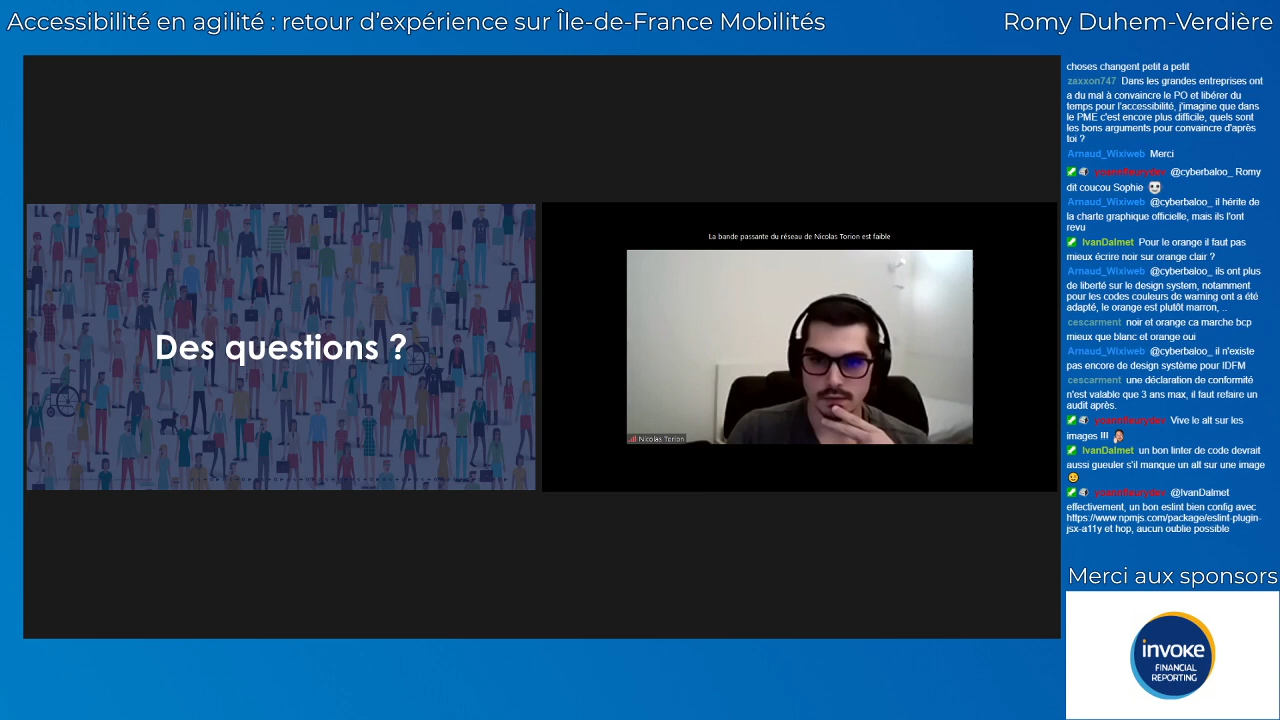 Accessibilité en agilité : retour d'expérience sur Île-de-France Mobilités
Romy Duhem-Verdière
Des questions ?
La bande passante du réseau de Nicolas Torion est faible
Nicolas Torion
choses changent petit a petit
zaxxon747 Dans les grandes entreprises ont
a du mal à convaincre le PO et libérer du
temps pour l'accessibilité, j'imagine que dans
le PME c'est encore plus difficile, quels sont
les bons arguments pour convaincre d'après
toi ?
Arnaud_Wixiweb Merci
yoannfleurydev @cyberbaloo_ Romy
dit coucou Sophie
Arnaud_Wixiweb @cyberbaloo_ il hérite de
la charte graphique officielle, mais ils l'ont
revu
IvanDalmet Pour le orange il faut pas
mieux écrire noir sur orange clair ?
Arnaud_Wixiweb @cyberbaloo_ ils ont plus
de liberté sur le design system, notamment
pour les codes couleurs de warning ont a été
adapté, le orange est plutôt marron, ..
cescarment noir et orange ca marche bcp
mieux que blanc et orange oui
Arnaud_Wixiweb @cyberbaloo_ il n'existe
pas encore de design système pour IDFM
cescarment une déclaration de conformité
n'est valable que 3 ans max, il faut refaire un
audit après.
yoannfleurydev Vive le alt sur les
images !!!
IvanDalmet un bon linter de code devrait
aussi gueuler s'il manque un alt sur une image
yoannfleurydev @IvanDalmet
effectivement, un bon eslint bien config avec
https://www.npmjs.com/package/eslint-plugin-
jsx-a11y et hop, aucun oublie possible
Merci aux sponsors
invoke
FINANCIAL
REPORTING